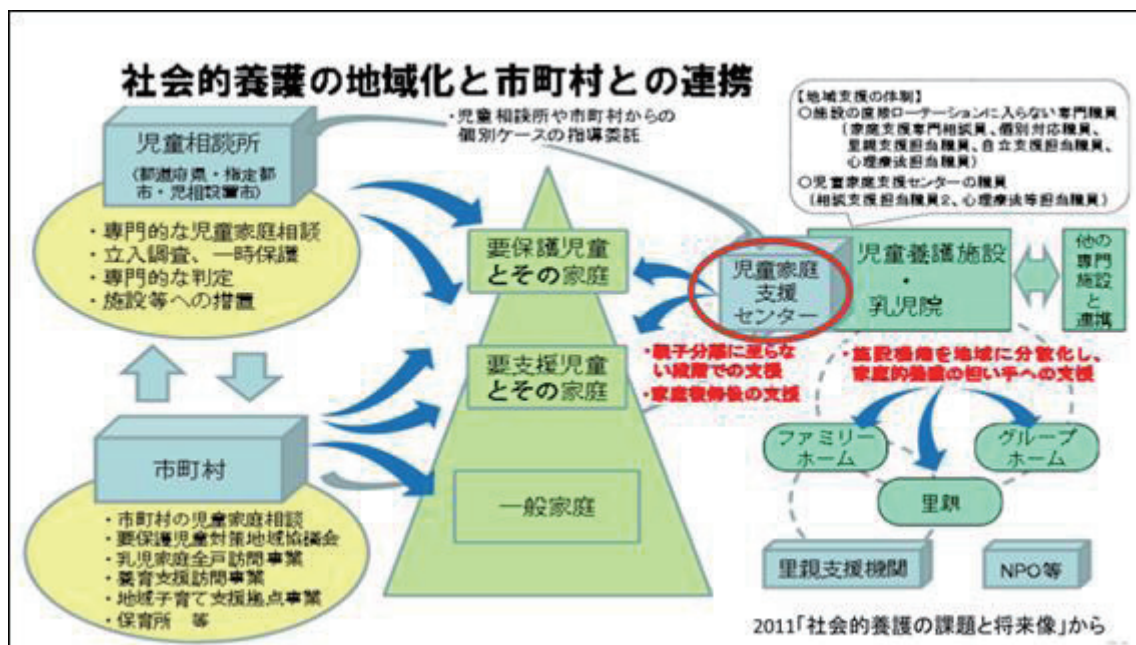 社会的養護の地域化と市町村との連携
児童相談所
(都道府県・指定都
市・児相設置市)
・専門的な児童家庭相談
・立入調査、一時保護
・専門的な判定
・施設等への措置
・児童相談所や市町村からの
個別ケースの指導委託
【地域支援の体制】
○施設の直接ローテーションに入らない専門職員
(家庭支援専門相談員、個別対応職員、
里親支援担当職員、自立支援担当職員、
心理療法担当職員)
○児童家庭支援センターの職員
(相談支援担当職員2、心理療法等担当職員)
要保護児童
とその家庭
児童家庭
支援
センター
児童養護施設
・
乳児院
他の
専門
施設
と
連携
要支援児童
とその家庭
・親子分離に至らな
い段階での支援
・家庭復帰後の支援
・施設機能を地域に分散化し、
家庭的養護の担い手への支援
市町村
・市町村の児童家庭相談
・要保護児童対策地域協議会
・乳児家庭全戸訪問事業
・養育支援訪問事業
・地域子育て支援拠点事業
・保育所 等
一般家庭
ファミリー
ホーム
グループ
ホーム
里親
里親支援機関
NPO等
2011「社会的養護の課題と将来像」から